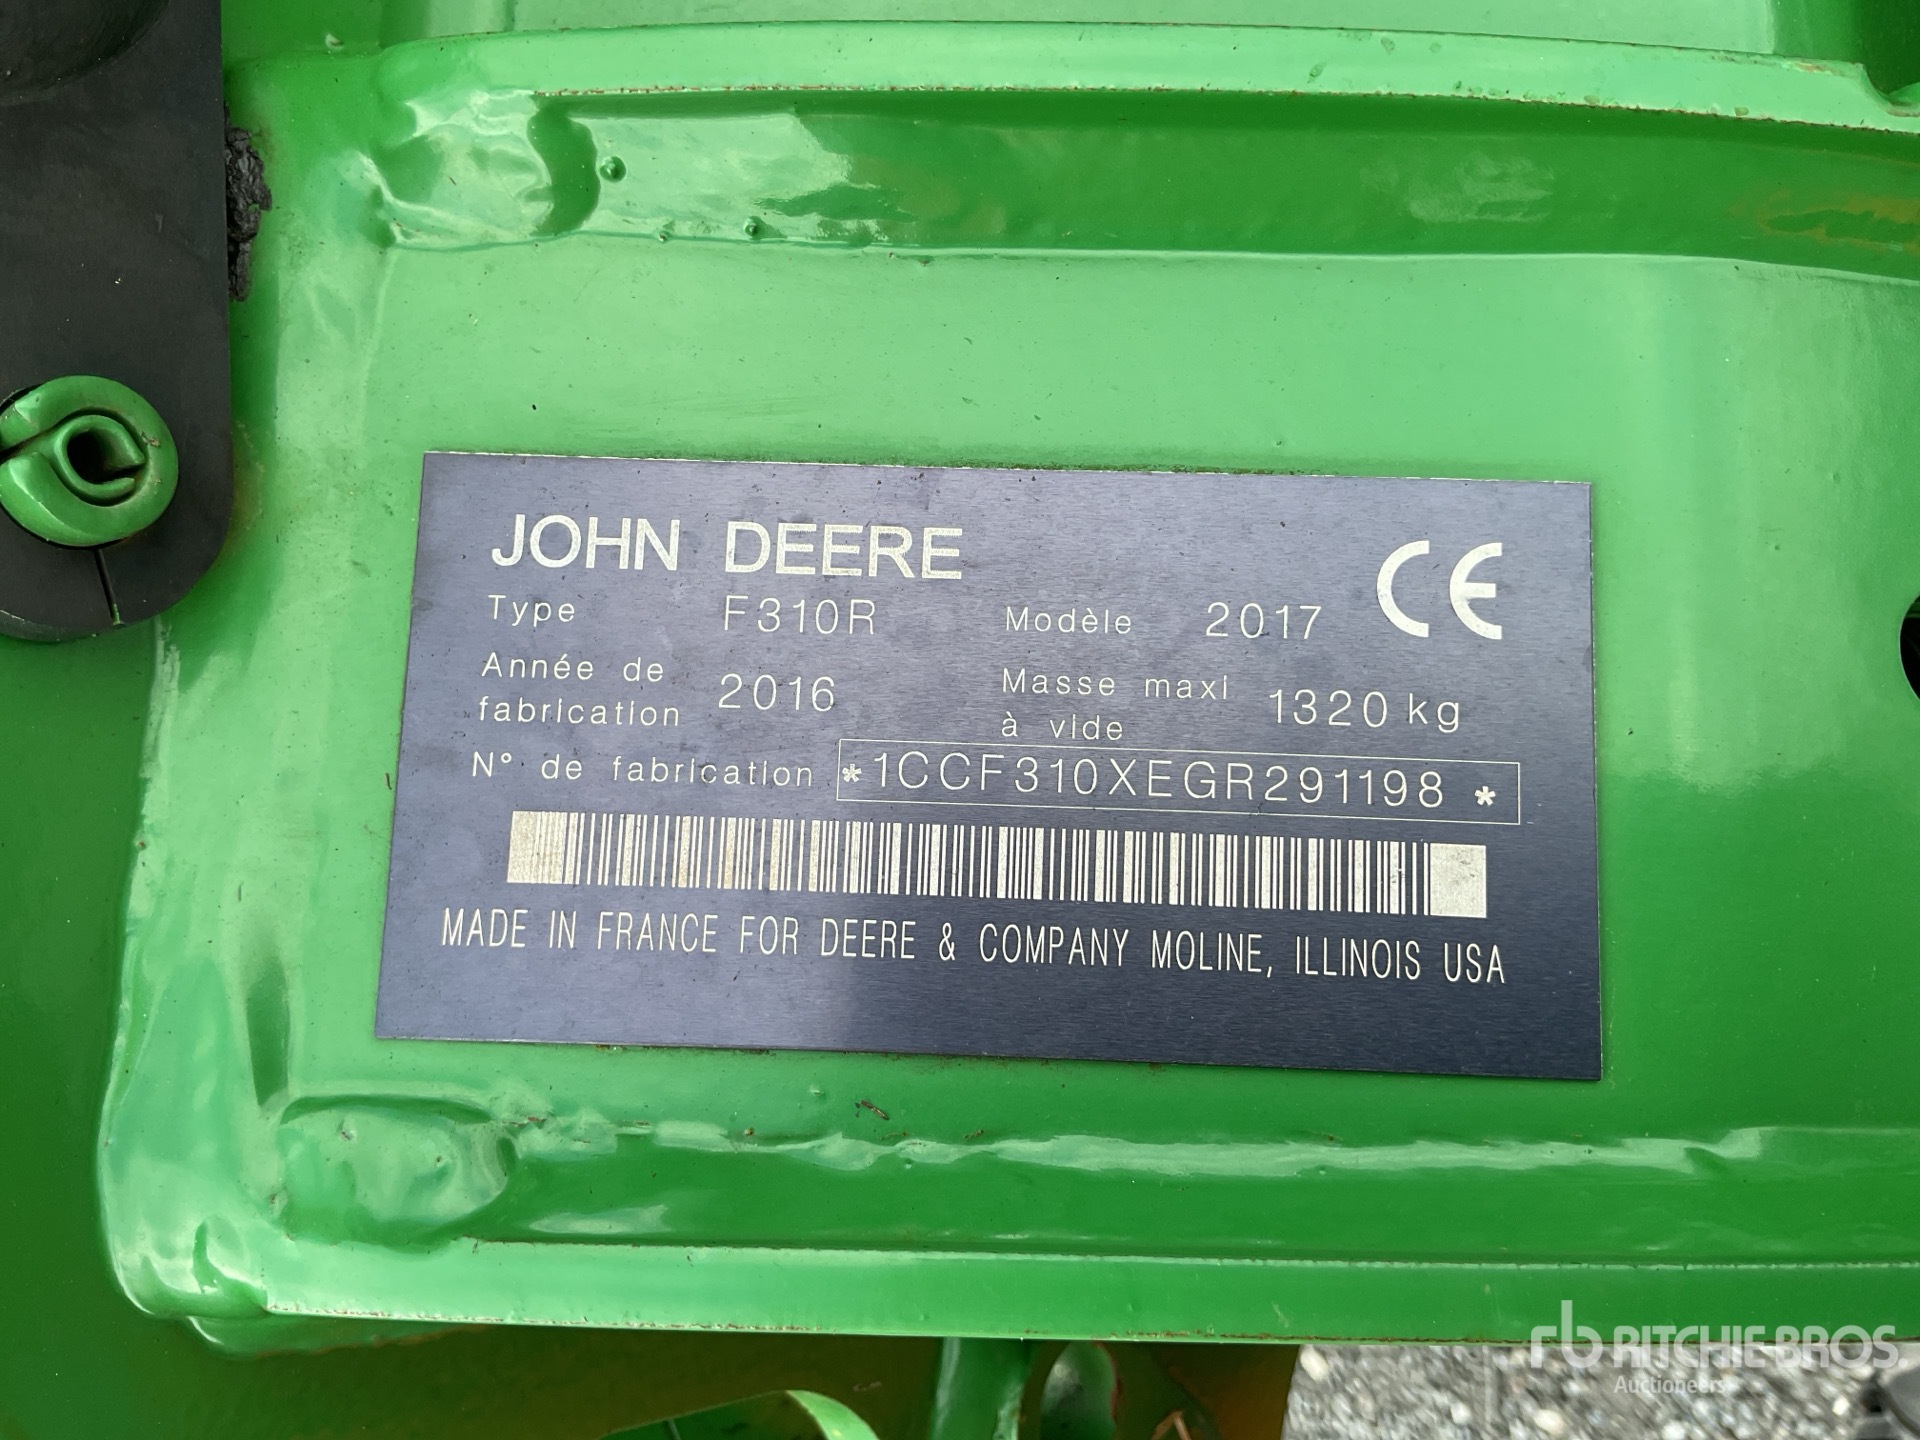 JOHN DEERE CE
Type F310R Modèle 2017
Année de fabrication 2016 Masse maxi à vide 1320 kg
N° de fabrication *1CCF310XEGR291198*
MADE IN FRANCE FOR DEERE & COMPANY MOLINE, ILLINOIS USA
rb RITCHIE BROS
Auctioneers